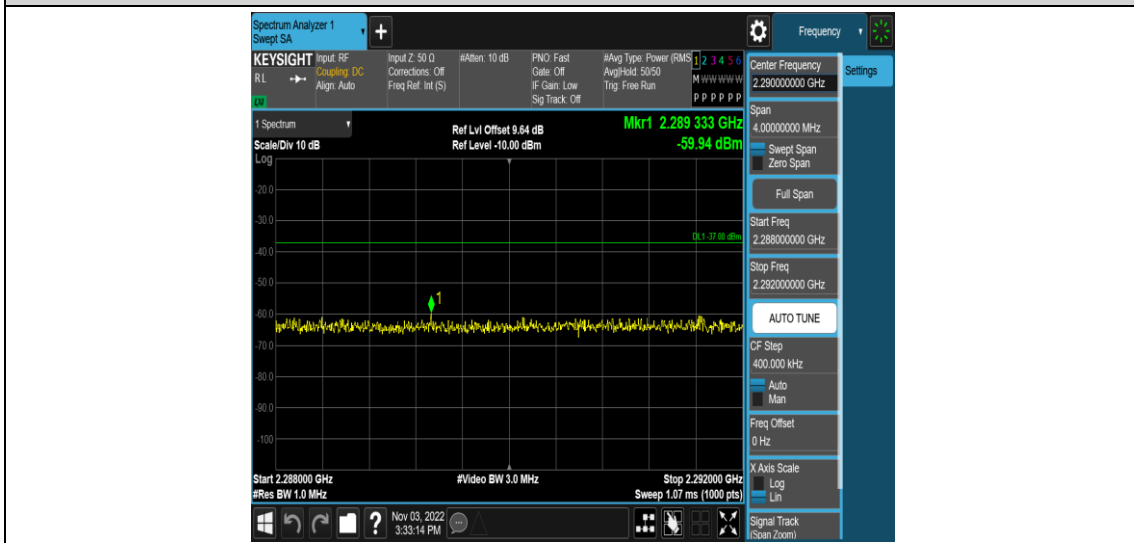 Spectrum Analyzer 1
Swept SA
+
Frequency
KEYSIGHT
RL
LXI
Input: RF
Coupling: DC
Align: Auto
Input Z: 50 Ω
Corrections: Off
Freq Ref: Int (S)
#Atten: 10 dB
PNO: Fast
Gate: Off
IF Gain: Low
Sig Track: Off
#Avg Type: Power (RMS
Avg|Hold: 50/50
Trig: Free Run
1 2 3 4 5 6
M W W W W W
P P P P P P
1 Spectrum
Scale/Div 10 dB
Ref Lvl Offset 9.64 dB
Ref Level -10.00 dBm
Mkr1 2.289 333 GHz
-59.94 dBm
Log
-20.0
-30.0
DL1 -37.00 dBm
-40.0
-50.0
1
-60.0
-70.0
-80.0
-90.0
-100
Start 2.288000 GHz
#Res BW 1.0 MHz
#Video BW 3.0 MHz
Stop 2.292000 GHz
Sweep 1.07 ms (1000 pts)
?
Nov 03, 2022
3:33:14 PM
Center Frequency
2.290000000 GHz
Settings
Span
4.00000000 MHz
Swept Span
Zero Span
Full Span
Start Freq
2.288000000 GHz
Stop Freq
2.292000000 GHz
AUTO TUNE
CF Step
400.000 kHz
Auto
Man
Freq Offset
0 Hz
X Axis Scale
Log
Lin
Signal Track
(Span Zoom)